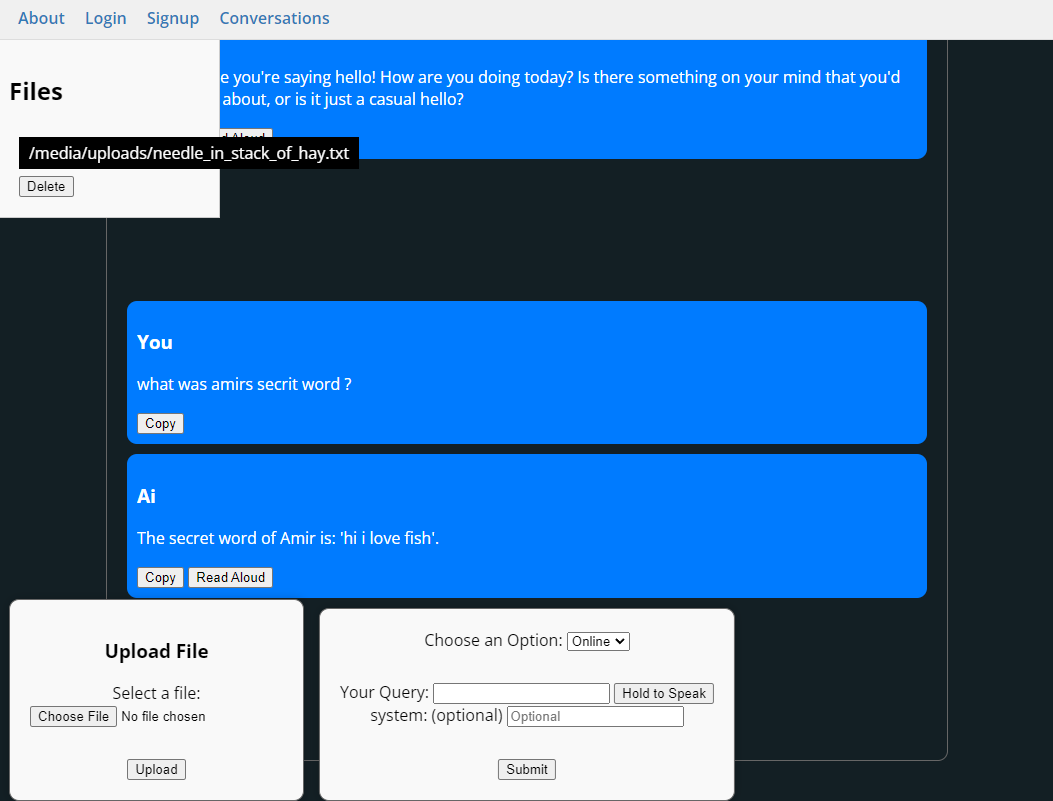 About Login Signup Conversations
Files
/media/uploads/needle_in_stack_of_hay.txt
Delete
e you're saying hello! How are you doing today? Is there something on your mind that you'd
about, or is it just a casual hello?
d Aloud
You
what was amirs secrit word ?
Copy
Ai
The secret word of Amir is: 'hi i love fish'.
Copy Read Aloud
Upload File
Select a file:
Choose File No file chosen
Upload
Choose an Option: Online
Your Query: Hold to Speak
system: (optional) Optional
Submit